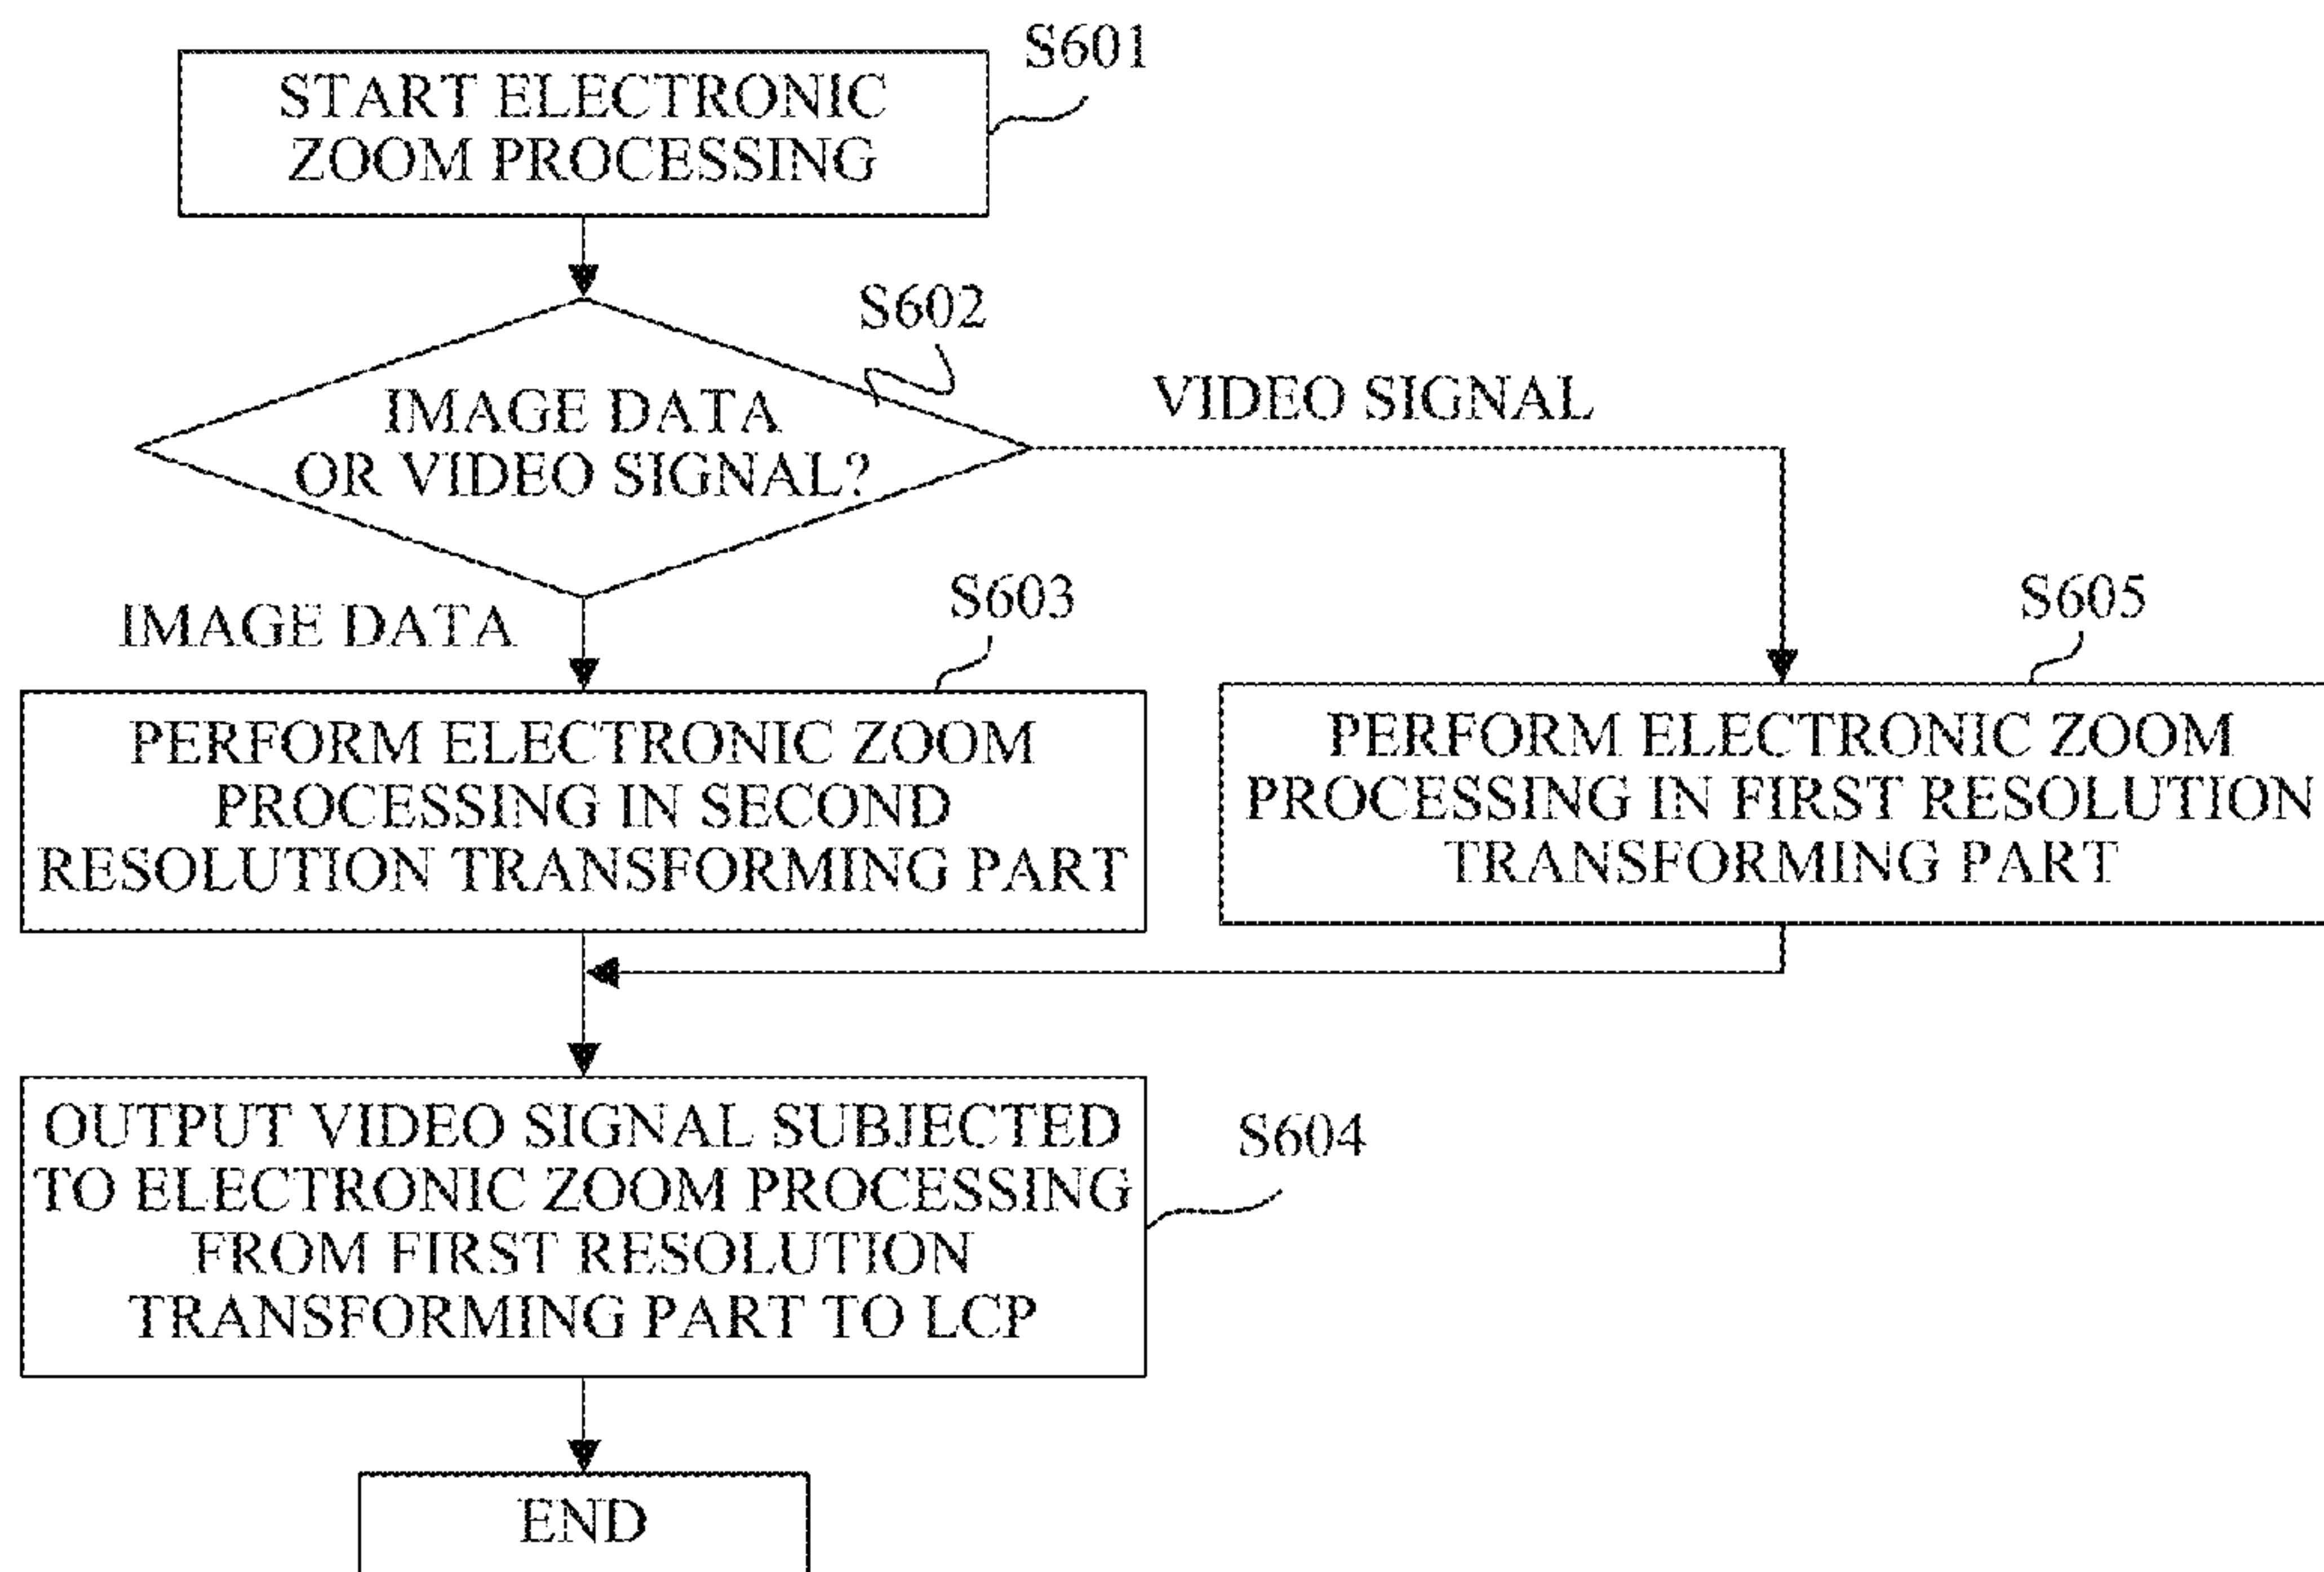 S601
START ELECTRONIC
ZOOM PROCESSING
S602
IMAGE DATA
OR VIDEO SIGNAL?
VIDEO SIGNAL
IMAGE DATA
S603
PERFORM ELECTRONIC ZOOM
PROCESSING IN SECOND
RESOLUTION TRANSFORMING PART
S605
PERFORM ELECTRONIC ZOOM
PROCESSING IN FIRST RESOLUTION
TRANSFORMING PART
OUTPUT VIDEO SIGNAL SUBJECTED
TO ELECTRONIC ZOOM PROCESSING
FROM FIRST RESOLUTION
TRANSFORMING PART TO LCP
S604
END